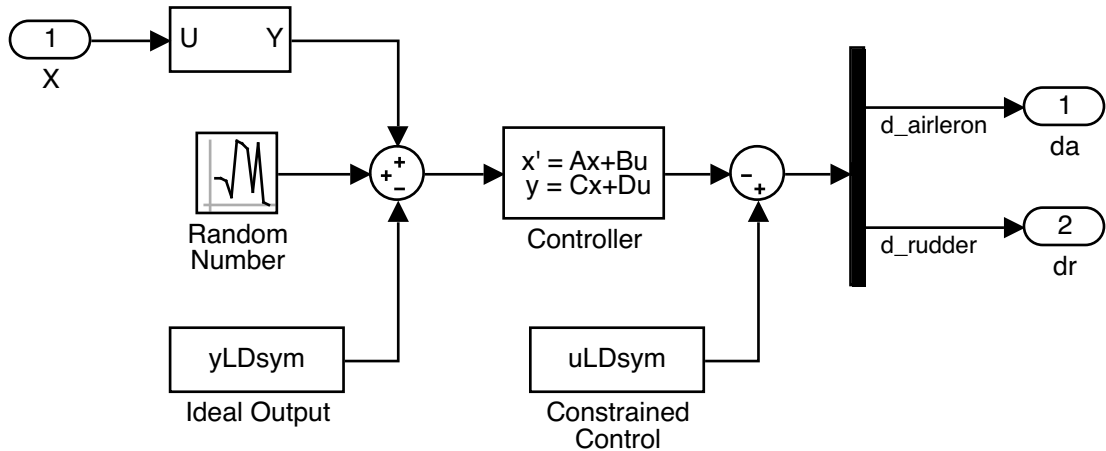 1
X
U Y
Random
Number
+
+
−
x' = Ax+Bu
y = Cx+Du
Controller
−
+
d_airleron
1
da
d_rudder
2
dr
yLDsym
Ideal Output
uLDsym
Constrained
Control